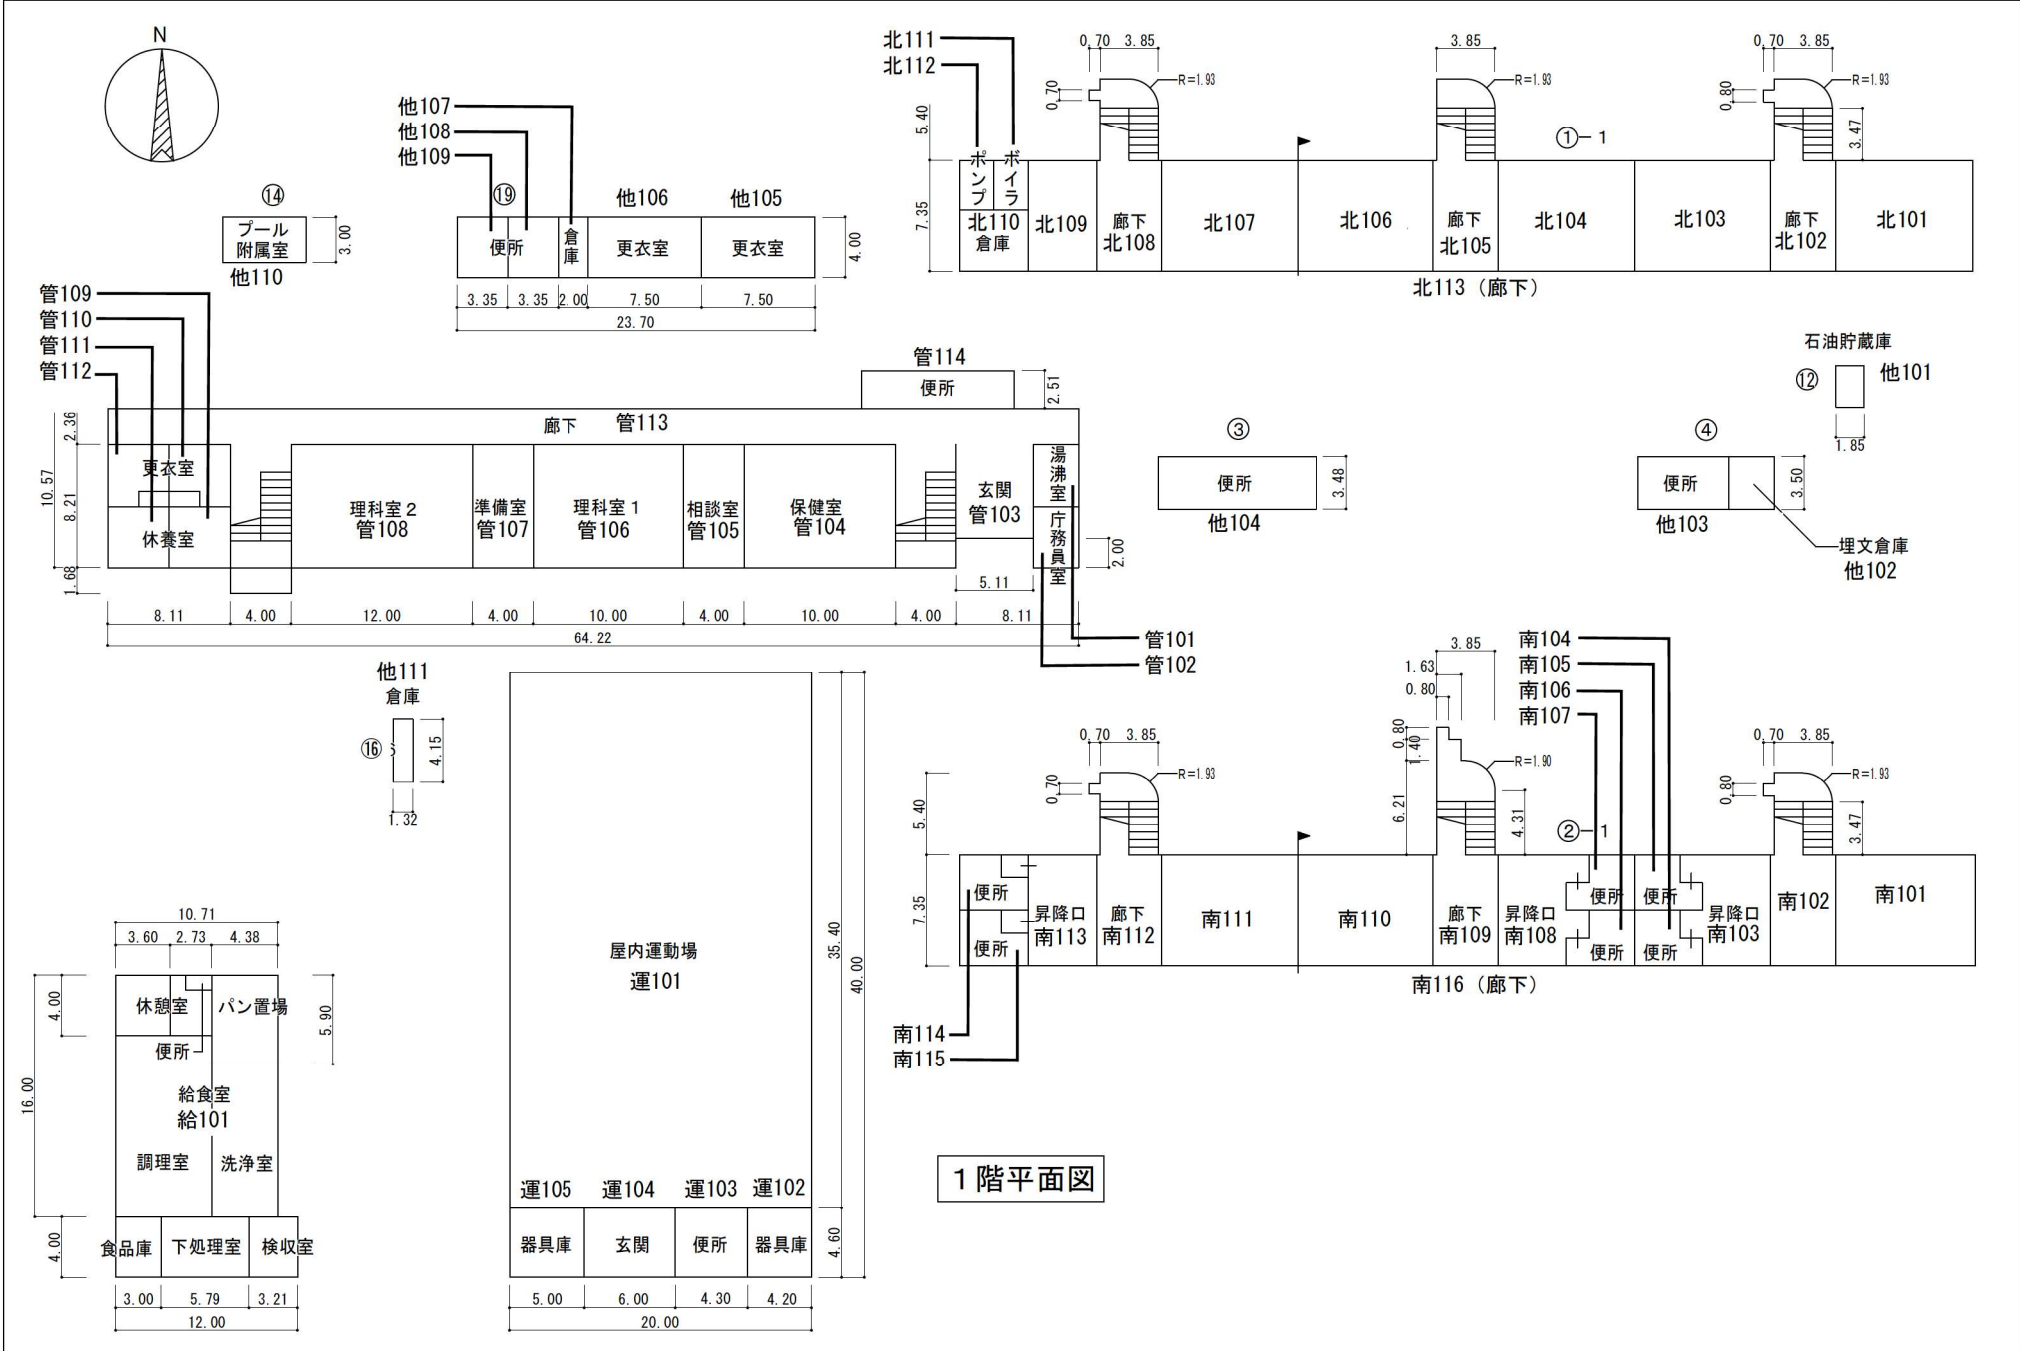 N
北111
北112
0.70 3.85
R=1.93
0.70
5.40
7.35
3.85
R=1.93
①-1
0.70 3.85
R=1.93
0.80
3.47
ポンプ
ボイラ
北110
倉庫
北109
廊下
北108
北107
北106
廊下
北105
北104
北103
廊下
北102
北101
北113（廊下）
他107
他108
他109
⑲
他106
他105
便所
倉庫
更衣室
更衣室
4.00
3.35 3.35 2.00 7.50 7.50
23.70
⑭
プール
附属室
3.00
他110
管109
管110
管111
管112
管114
便所
2.51
廊下 管113
2.36
10.57
8.21
1.68
更衣室
休養室
理科室２
管108
準備室
管107
理科室１
管106
相談室
管105
保健室
管104
玄関
管103
湯沸室
庁務員室
2.00
5.11
8.11 4.00 12.00 4.00 10.00 4.00 10.00 4.00 8.11
64.22
管101
管102
③
便所
3.48
他104
④
便所
3.50
他103
埋文倉庫
他102
石油貯蔵庫
⑫
他101
1.85
他111
倉庫
⑯
4.15
1.32
屋内運動場
運101
35.40
40.00
運105 運104 運103 運102
器具庫 玄関 便所 器具庫
4.60
5.00 6.00 4.30 4.20
20.00
10.71
3.60 2.73 4.38
4.00
5.90
16.00
休憩室
パン置場
便所
給食室
給101
調理室
洗浄室
4.00
食品庫 下処理室 検収室
3.00 5.79 3.21
12.00
南104
南105
南106
南107
0.70 3.85
R=1.93
0.70
5.40
7.35
3.85
1.63
0.80
0.80
1.40
R=1.90
6.21
4.31
②-1
0.70 3.85
R=1.93
0.80
3.47
便所
便所
昇降口
南113
廊下
南112
南111
南110
廊下
南109
昇降口
南108
便所 便所
便所 便所
昇降口
南103
南102
南101
南116（廊下）
南114
南115
１階平面図